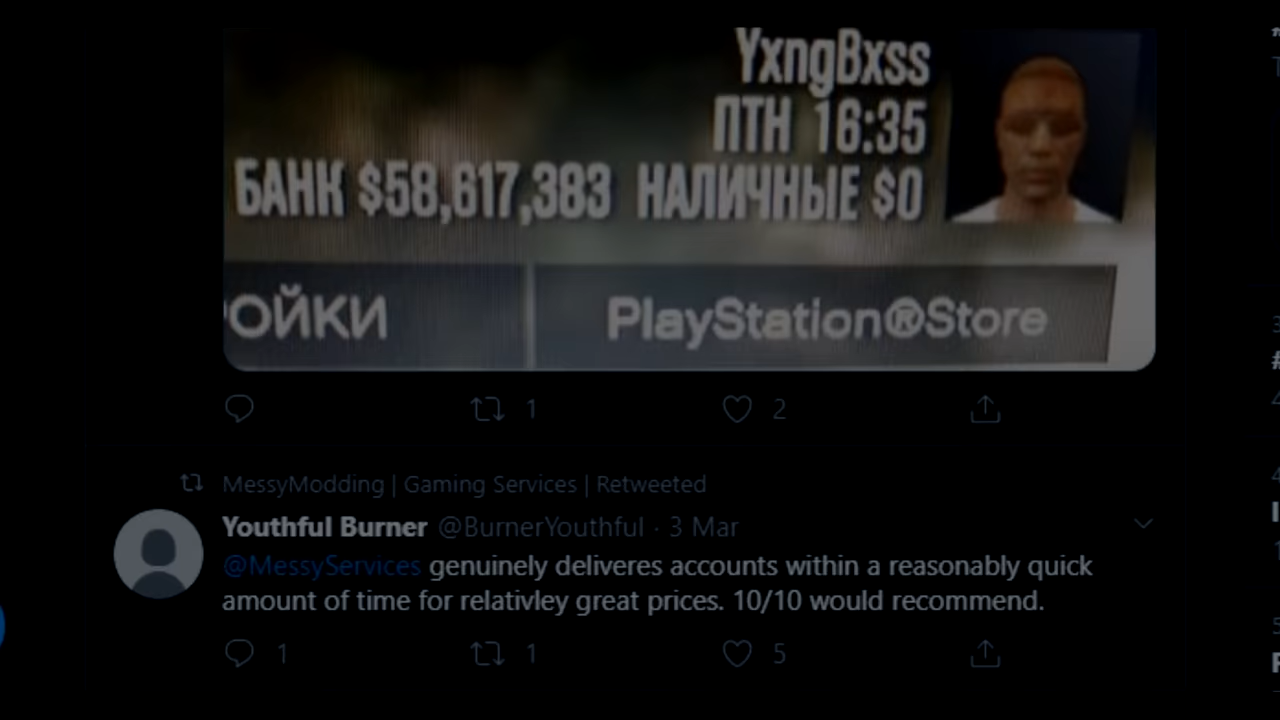 YxngBxss
ПТН 16:35
БАНК $58,617,383 НАЛИЧНЫЕ $0
ОЙКИ
PlayStation®Store
1
2
MessyModding | Gaming Services | Retweeted
Youthful Burner @BurnerYouthful · 3 Mar
@MessyServices genuinely deliveres accounts within a reasonably quick
amount of time for relativley great prices. 10/10 would recommend.
1
1
5